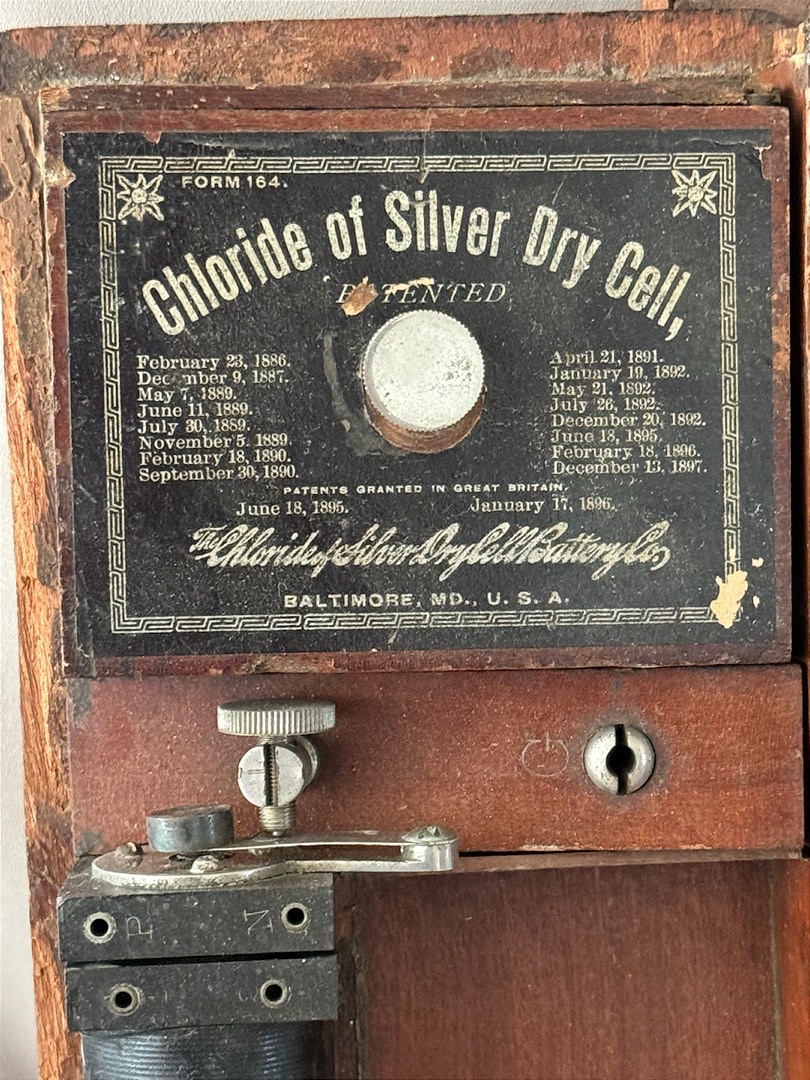 FORM 164.
Chloride of Silver Dry Cell,
PATENTED
February 23, 1886.
December 9, 1887.
May 7, 1889.
June 11, 1889.
July 30, 1889.
November 5. 1889
February 18, 1890.
September 30, 1890.
April 21, 1891.
January 19, 1892.
May 21, 1892.
July 26, 1892.
December 20, 1892.
June 18, 1895.
February 18, 1896.
December 13, 1897.
PATENTS GRANTED IN GREAT BRITAIN.
June 18, 1895. January 17, 1896.
The Chloride of Silver Dry Cell Battery Co,
BALTIMORE, MD., U. S. A.
P N